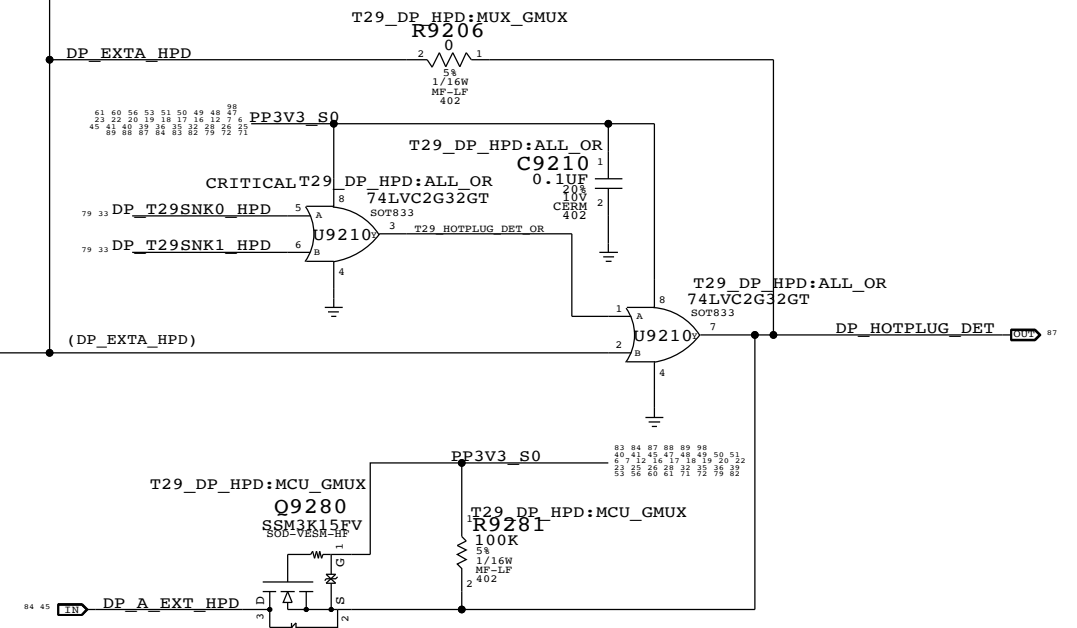 T29_DP_HPD:MUX_GMUX
R9206
0
DP_EXTA_HPD
2
1
5%
1/16W
MF-LF
402
98
61 60 56 53 51 50 49 48 47
23 22 20 19 18 17 16 12 7 6
45 41 40 39 36 35 32 28 26 25
89 88 87 84 83 82 79 72 71
PP3V3_S0
T29_DP_HPD:ALL_OR
C9210
1
0.1UF
20%
10V
CERM
402
2
CRITICAL
T29_DP_HPD:ALL_OR
74LVC2G32GT
SOT833
8
79 33 DP_T29SNK0_HPD
5
A
U9210
Y
3
T29_HOTPLUG_DET_OR
79 33 DP_T29SNK1_HPD
6
B
4
T29_DP_HPD:ALL_OR
74LVC2G32GT
SOT833
8
1
A
U9210
Y
7
DP_HOTPLUG_DET
OUT
87
(DP_EXTA_HPD)
2
B
4
PP3V3_S0
83 84 87 88 89 98
40 41 45 47 48 49 50 51
6 7 12 16 17 18 19 20 22
23 25 26 28 32 35 36 39
53 56 60 61 71 72 79 82
T29_DP_HPD:MCU_GMUX
Q9280
SSM3K15FV
SOD-VESM-HF
1
G
T29_DP_HPD:MCU_GMUX
1
R9281
100K
5%
1/16W
MF-LF
402
2
84 45
IN
DP_A_EXT_HPD
3
D
S
2